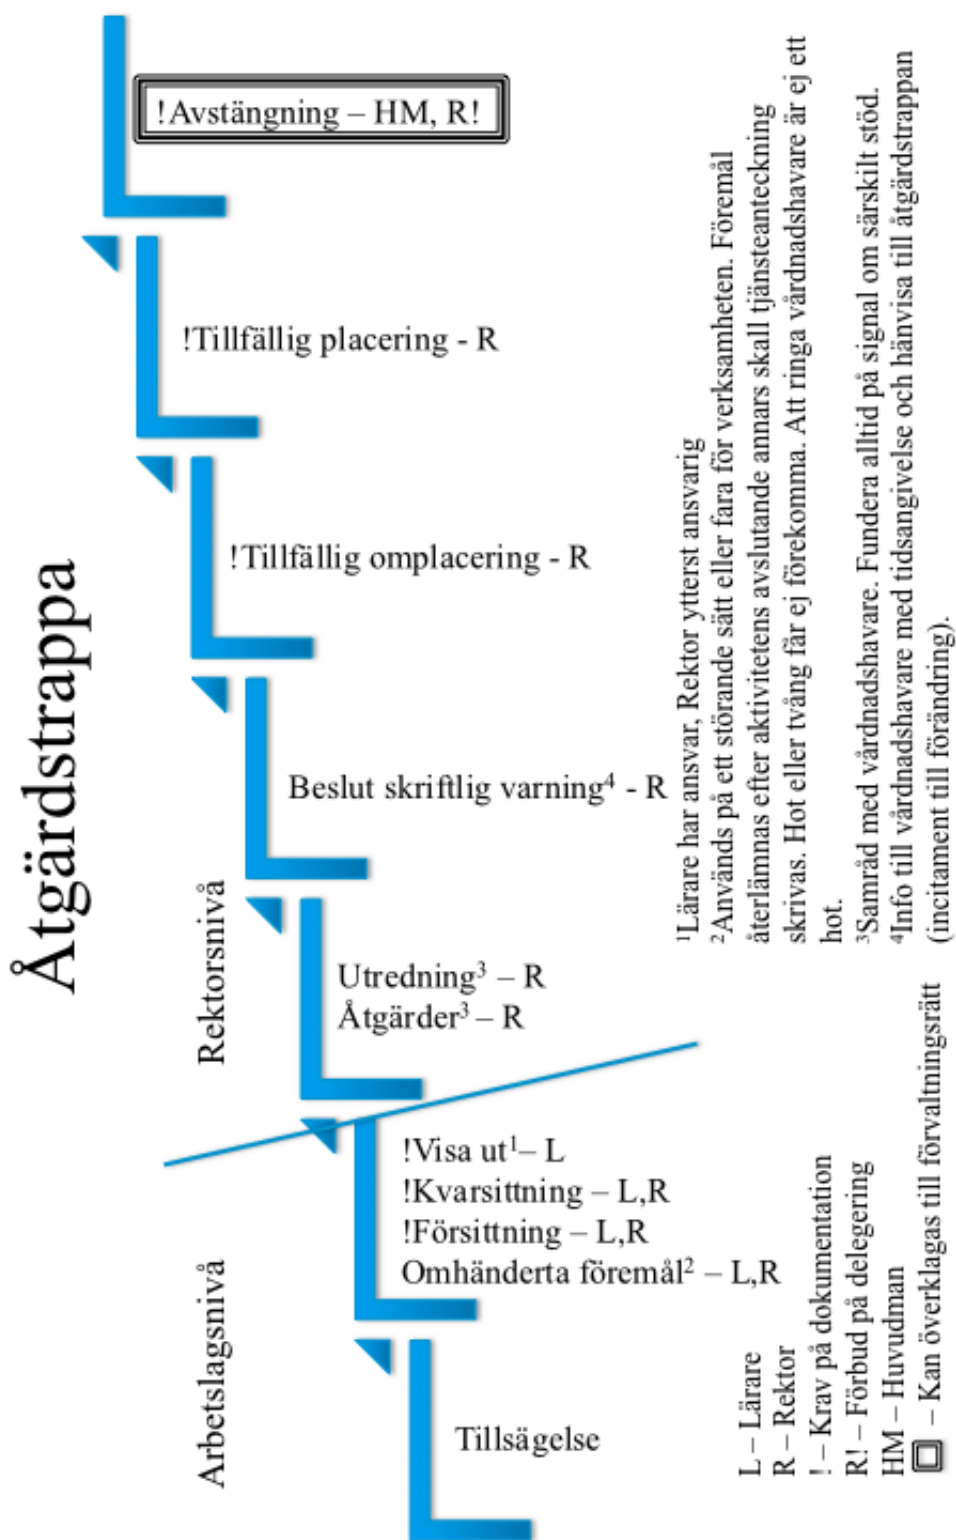 Åtgärdstrappa
Arbetslagsnivå
Rektorsnivå
Tillsägelse
!Visa ut¹– L
!Kvarsittning – L,R
!Försittning – L,R
Omhänderta föremål² – L,R
Utredning³ – R
Åtgärder³ – R
Beslut skriftlig varning⁴ - R
!Tillfällig omplacering - R
!Tillfällig placering - R
!Avstängning – HM, R!
L – Lärare
R – Rektor
! – Krav på dokumentation
R! – Förbud på delegering
HM – Huvudman
– Kan överklagas till förvaltningsrätt
¹Lärare har ansvar, Rektor ytterst ansvarig
²Används på ett störande sätt eller fara för verksamheten. Föremål
återlämnas efter aktivitetens avslutande annars skall tjänsteanteckning
skrivas. Hot eller tvång får ej förekomma. Att ringa vårdnadshavare är ej ett
hot.
³Samråd med vårdnadshavare. Fundera alltid på signal om särskilt stöd.
⁴Info till vårdnadshavare med tidsangivelse och hänvisa till åtgärdstrappan
(incitament till förändring).